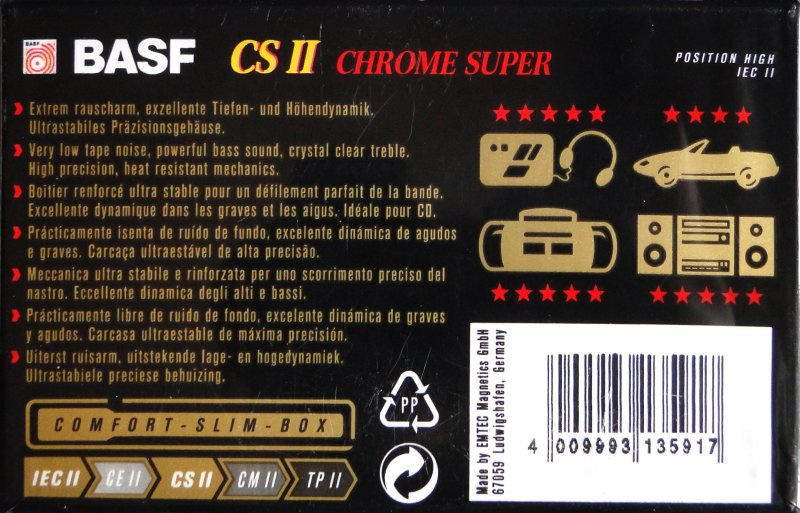 BASF
BASF CS II CHROME SUPER
POSITION HIGH
IEC II
Extrem rauscharm, exzellente Tiefen- und Höhendynamik.
Ultrastabiles Präzisionsgehäuse.
Very low tape noise, powerful bass sound, crystal clear treble.
High precision, heat resistant mechanics.
Boitier renforcé ultra stable pour un défilement parfait de la bande.
Excellente dynamique dans les graves et les aigus. Idéale pour CD.
Prácticamente isenta de ruído de fundo, excelente dinâmica de agudos
e graves. Carcaça ultraestável de alta precisão.
Meccanica ultra stabile e rinforzata per uno scorrimento preciso del
nastro. Eccellente dinamica degli alti e bassi.
Prácticamente libre de ruido de fondo, excelente dinámica de graves
y agudos. Carcasa ultraestable de máxima precisión.
Uiterst ruisarm, uitstekende lage- en hogedynamiek.
Ultrastabiele preciese behuizing.
COMFORT-SLIM-BOX
IEC II CE II CS II CM II TP II
PP
Made by EMTEC Magnetics GmbH
67059 Ludwigshafen, Germany
4 009993 135917